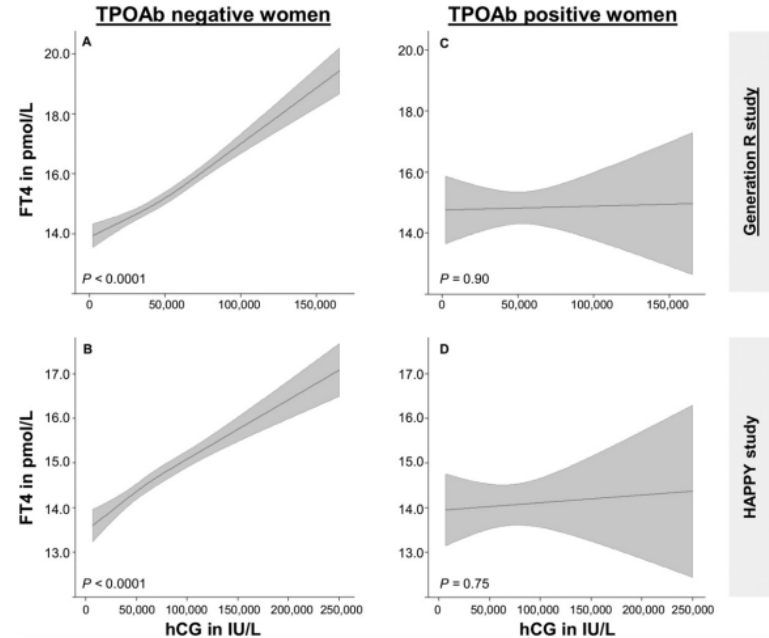 TPOAb negative women
TPOAb positive women
A
FT4 in pmol/L
20.0
18.0
16.0
14.0
P < 0.0001
0 50,000 100,000 150,000
C
20.0
18.0
16.0
14.0
P = 0.90
0 50,000 100,000 150,000
Generation R study
B
FT4 in pmol/L
17.0
16.0
15.0
14.0
13.0
P < 0.0001
0 50,000 100,000 150,000 200,000 250,000
hCG in IU/L
D
17.0
16.0
15.0
14.0
13.0
P = 0.75
0 50,000 100,000 150,000 200,000 250,000
hCG in IU/L
HAPPY study